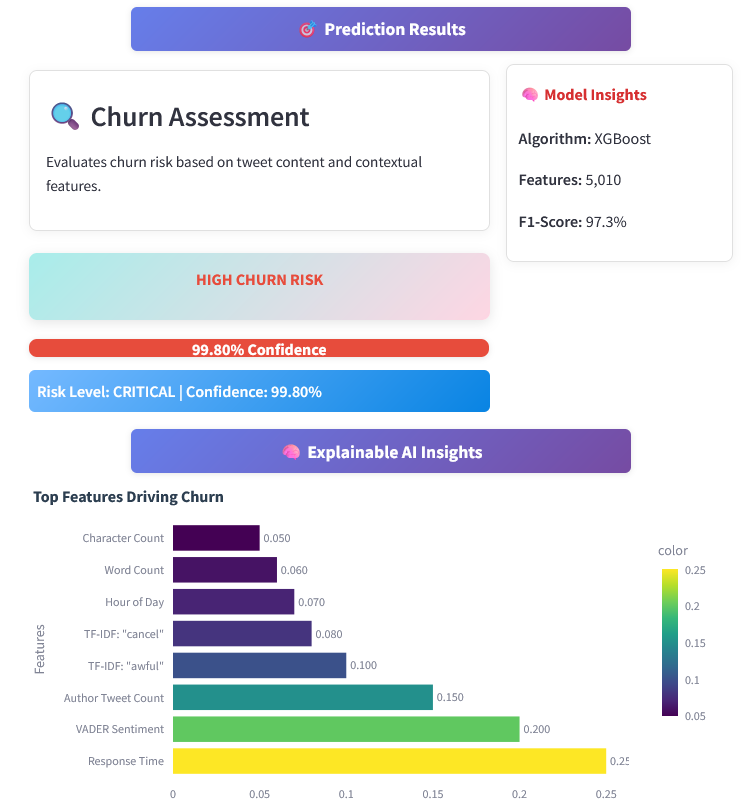 Prediction Results
Churn Assessment
Evaluates churn risk based on tweet content and contextual
features.
Model Insights
Algorithm: XGBoost
Features: 5,010
F1-Score: 97.3%
HIGH CHURN RISK
99.80% Confidence
Risk Level: CRITICAL | Confidence: 99.80%
Explainable AI Insights
Top Features Driving Churn
Features
Character Count 0.050
Word Count 0.060
Hour of Day 0.070
TF-IDF: "cancel" 0.080
TF-IDF: "awful" 0.100
Author Tweet Count 0.150
VADER Sentiment 0.200
Response Time 0.25
0 0.05 0.1 0.15 0.2 0.25
color
0.25
0.2
0.15
0.1
0.05